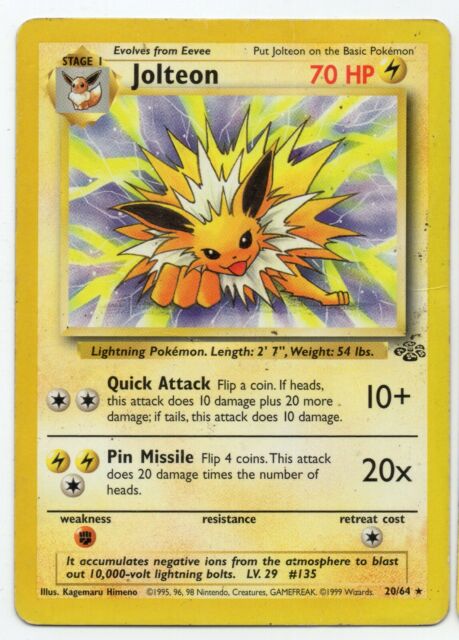 Evolves from Eevee
Put Jolteon on the Basic Pokémon
STAGE 1
Jolteon
70 HP
Lightning Pokémon. Length: 2' 7", Weight: 54 lbs.
Quick Attack Flip a coin. If heads,
this attack does 10 damage plus 20 more
damage; if tails, this attack does 10 damage.
10+
Pin Missile Flip 4 coins. This attack
does 20 damage times the number of
heads.
20x
weakness
resistance
retreat cost
It accumulates negative ions from the atmosphere to blast
out 10,000-volt lightning bolts. LV. 29 #135
Illus. Kagemaru Himeno
©1995, 96, 98 Nintendo, Creatures, GAMEFREAK. ©1999 Wizards.
20/64 ★